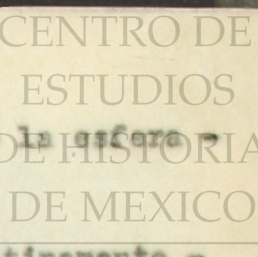 CENTRO DE
ESTUDIOS
la esfera -
DE HISTORIA
DE MEXICO